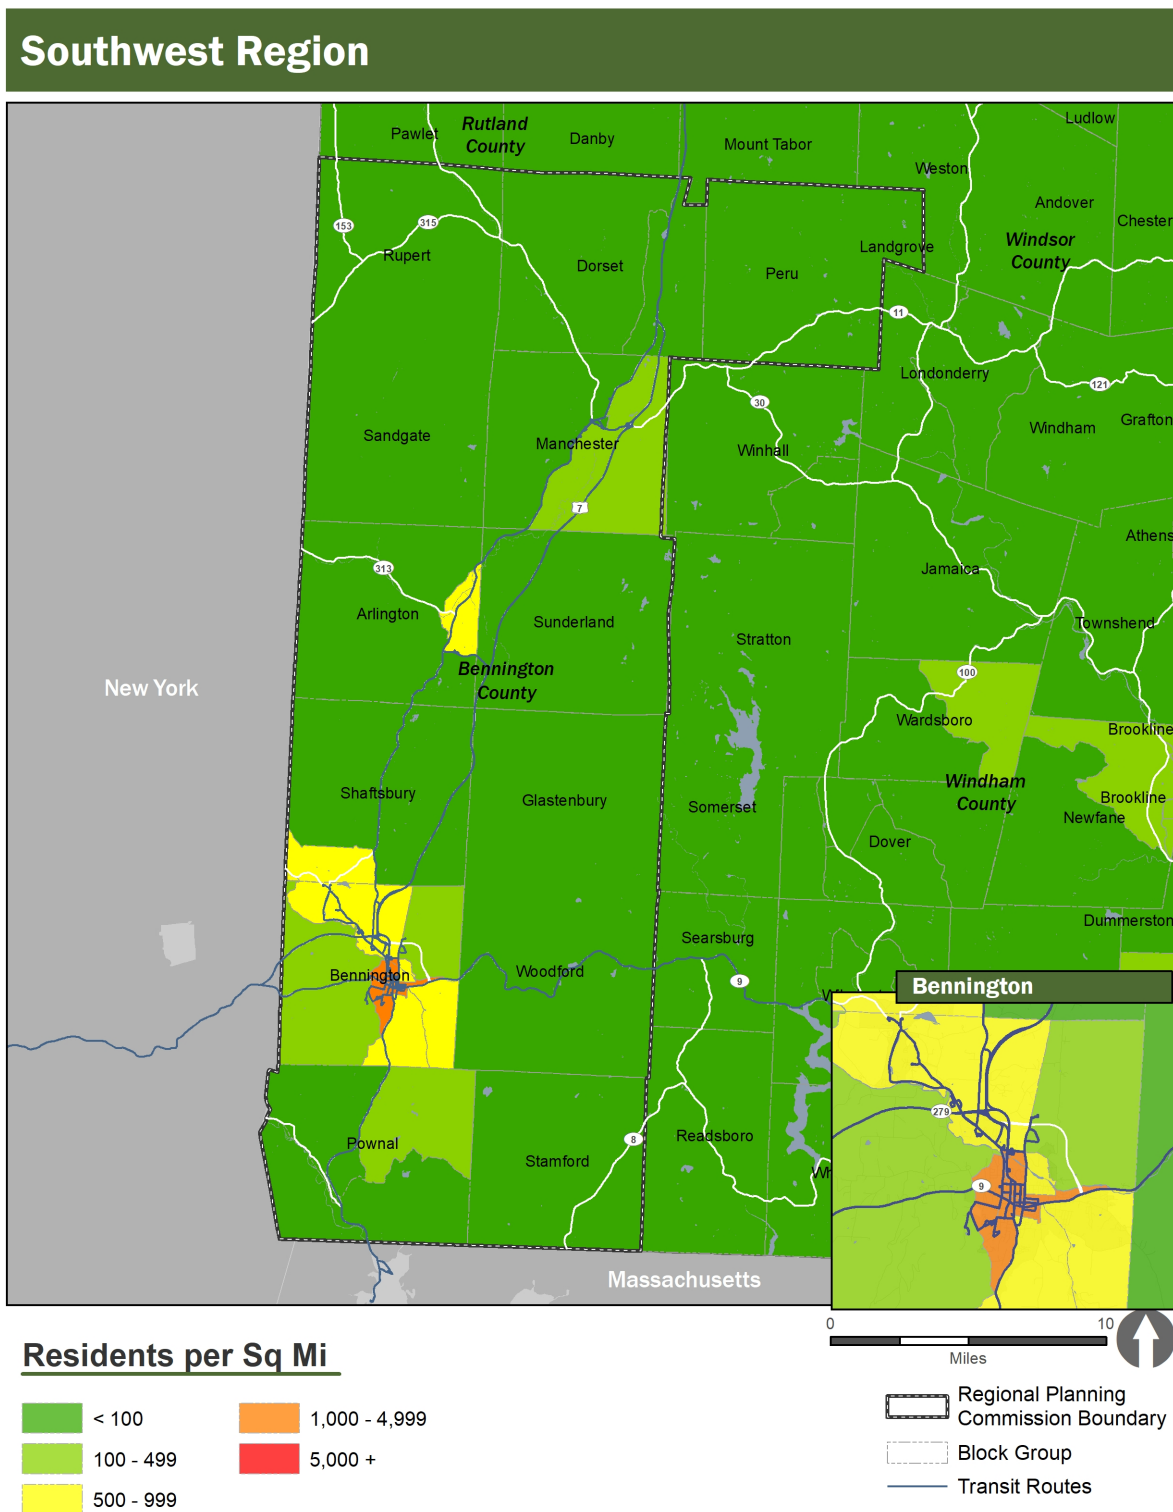 Southwest Region
Pawlet
Rutland
County
Danby
Mount Tabor
Ludlow
Weston
Andover
Chester
Windsor
County
153
315
Rupert
Dorset
Landgrove
Peru
11
Londonderry
121
30
Sandgate
Manchester
Winhall
Windham
Grafton
7
Athens
313
Jamaica
Arlington
Sunderland
Stratton
Townshend
Bennington
County
100
New York
Wardsboro
Brookline
Windham
County
Shaftsbury
Glastenbury
Somerset
Brookline
Newfane
Dover
Dummerston
Searsburg
Bennington
Woodford
9
Bennington
279
9
Pownal
Stamford
8
Readsboro
Wh
Massachusetts
0
10
Miles
Residents per Sq Mi
< 100
100 - 499
500 - 999
1,000 - 4,999
5,000 +
Regional Planning
Commission Boundary
Block Group
Transit Routes